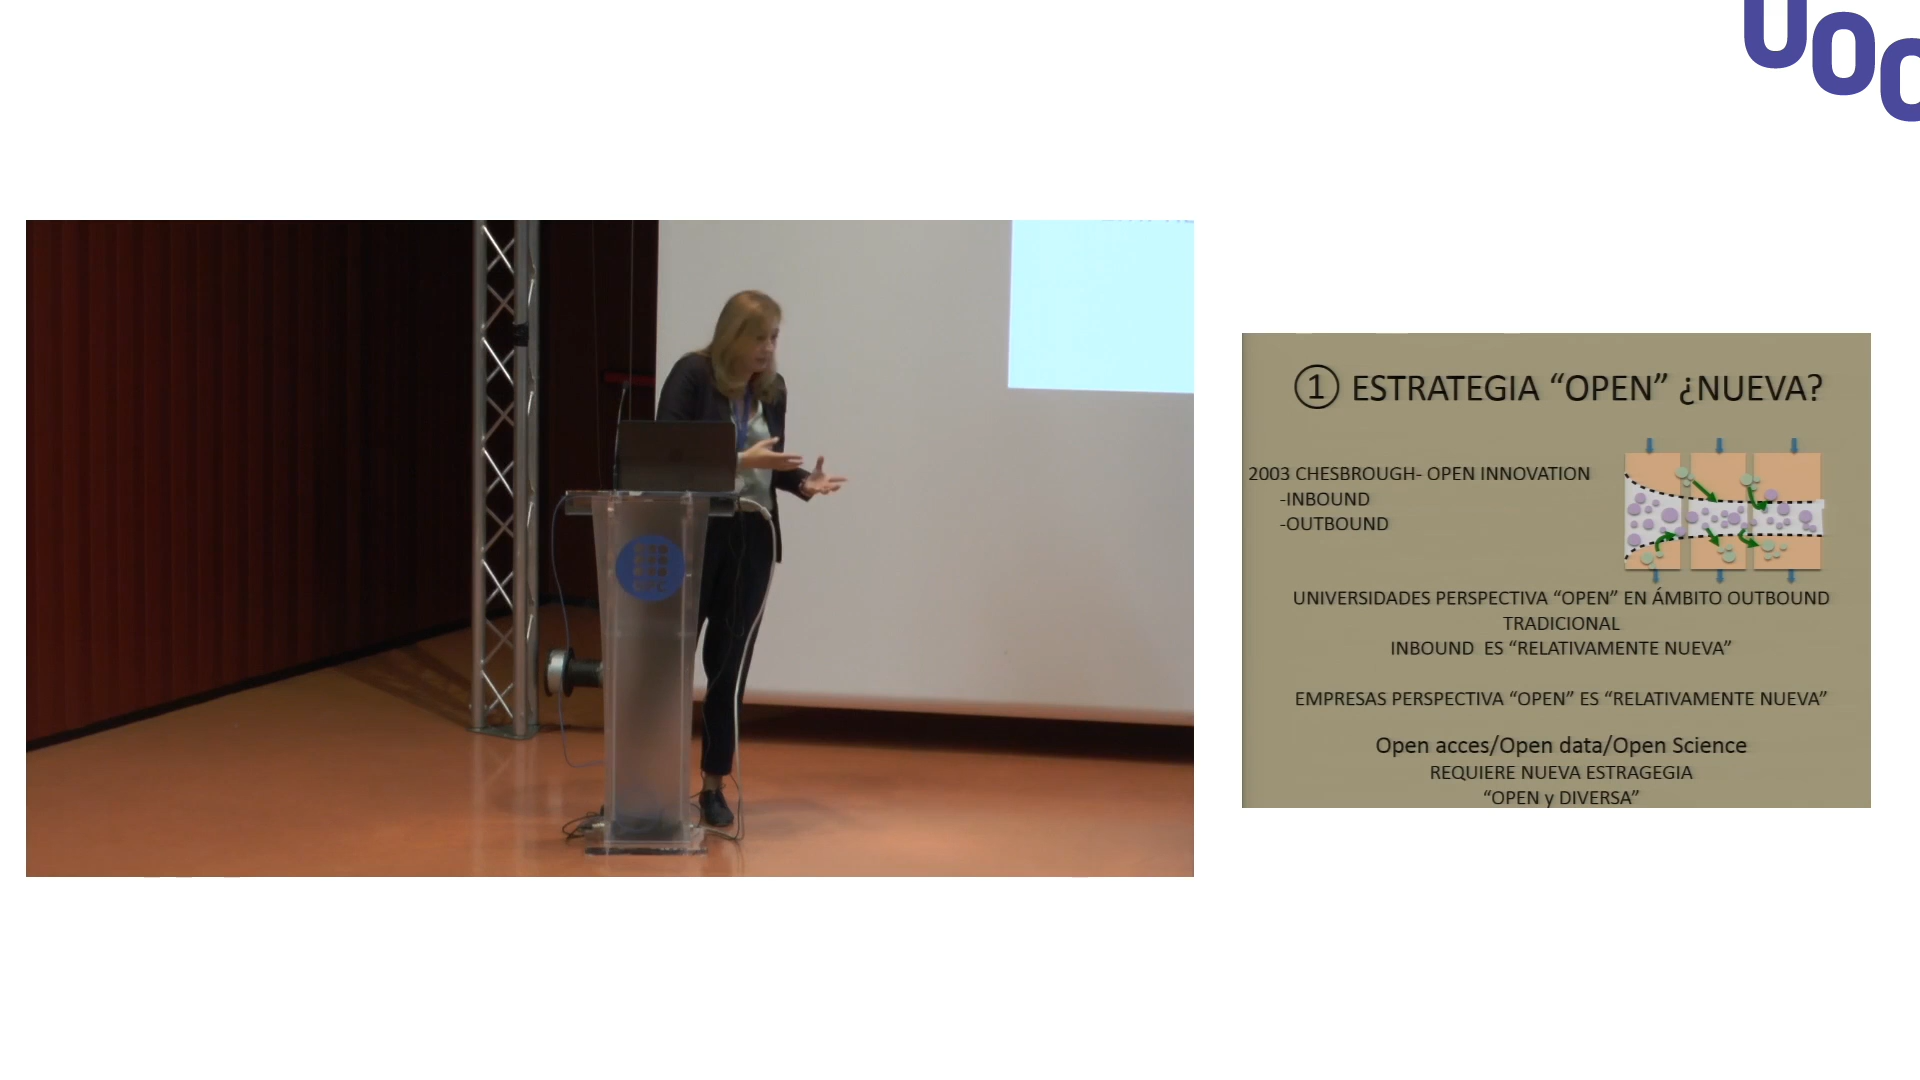 UOC
① ESTRATEGIA “OPEN” ¿NUEVA?
2003 CHESBROUGH- OPEN INNOVATION
-INBOUND
-OUTBOUND
UNIVERSIDADES PERSPECTIVA “OPEN” EN ÁMBITO OUTBOUND
TRADICIONAL
INBOUND ES “RELATIVAMENTE NUEVA”
EMPRESAS PERSPECTIVA “OPEN” ES “RELATIVAMENTE NUEVA”
Open acces/Open data/Open Science
REQUIERE NUEVA ESTRAGEGIA
“OPEN y DIVERSA”